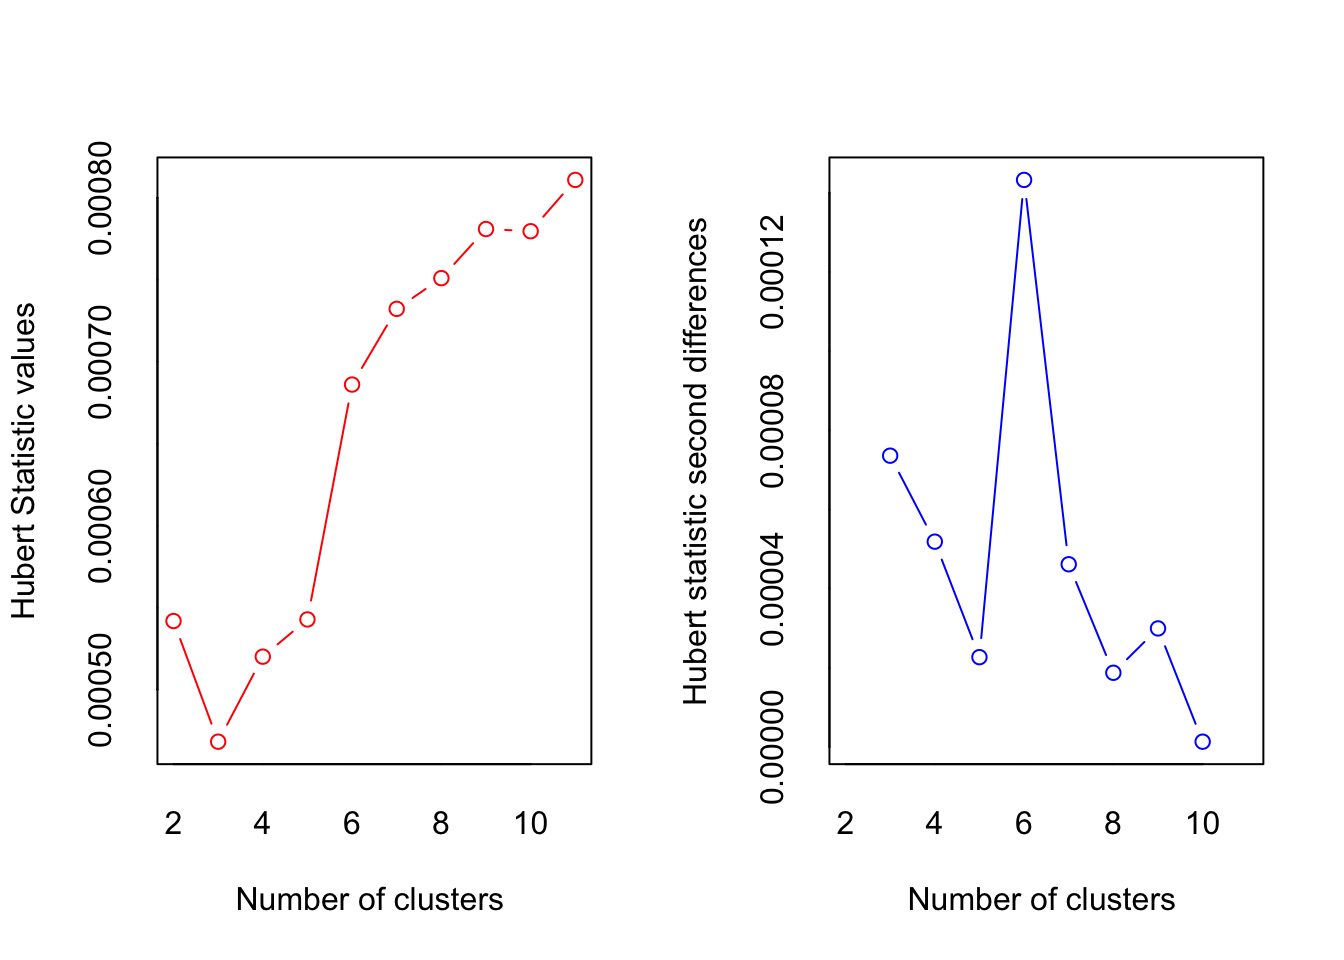 Hubert Statistic values
0.00050 0.00060 0.00070 0.00080
2 4 6 8 10
Number of clusters
Hubert statistic second differences
0.00000 0.00004 0.00008 0.00012
2 4 6 8 10
Number of clusters